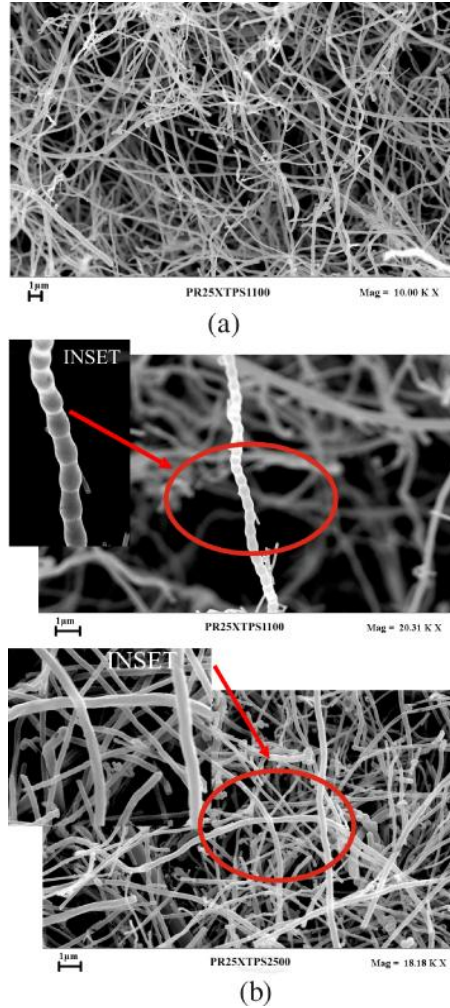 1µm PR25XTPS1100 Mag = 10.00 K X
(a)
INSET
1µm PR25XTPS1100 Mag = 20.31 K X
INSET
1µm PR25XTPS2500 Mag = 18.18 K X
(b)